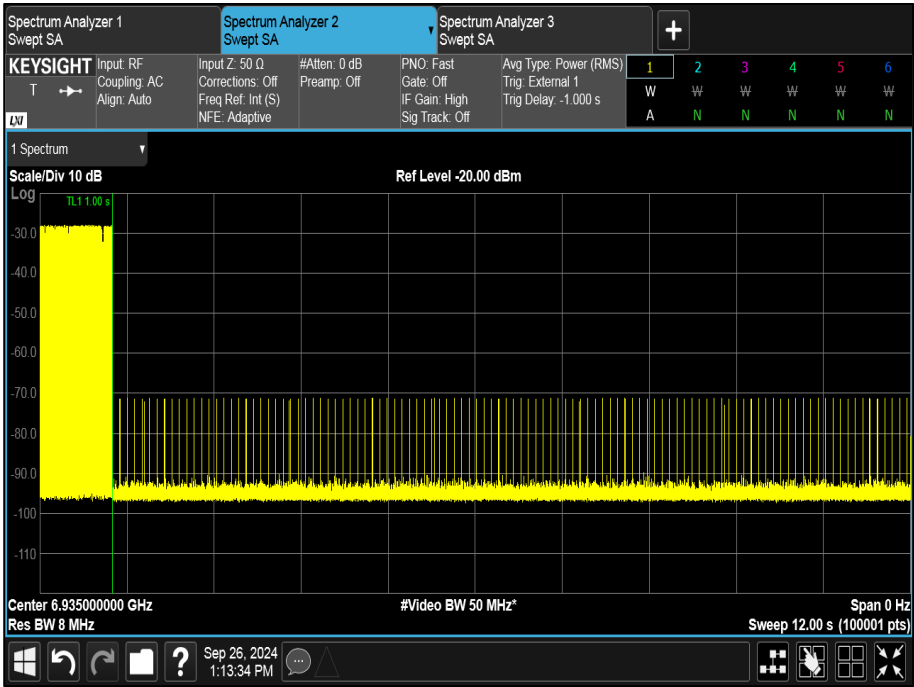 Spectrum Analyzer 1
Swept SA
Spectrum Analyzer 2
Swept SA
Spectrum Analyzer 3
Swept SA
+
KEYSIGHT
T
LXI
Input: RF
Coupling: AC
Align: Auto
Input Z: 50 Ω
Corrections: Off
Freq Ref: Int (S)
NFE: Adaptive
#Atten: 0 dB
Preamp: Off
PNO: Fast
Gate: Off
IF Gain: High
Sig Track: Off
Avg Type: Power (RMS)
Trig: External 1
Trig Delay: -1.000 s
1 2 3 4 5 6
W W W W W W
A N N N N N
1 Spectrum
Scale/Div 10 dB
Ref Level -20.00 dBm
Log
TL1 1.00 s
-30.0
-40.0
-50.0
-60.0
-70.0
-80.0
-90.0
-100
-110
Center 6.935000000 GHz
#Video BW 50 MHz*
Span 0 Hz
Res BW 8 MHz
Sweep 12.00 s (100001 pts)
?
Sep 26, 2024
1:13:34 PM